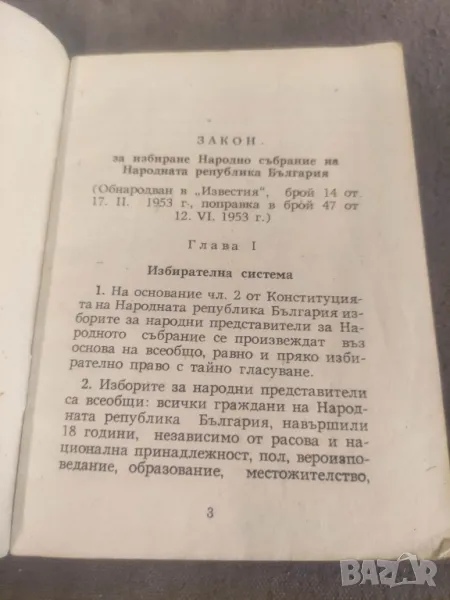 ЗАКОН
за избиране Народно събрание на
Народната република България
(Обнародван в „Известия“, брой 14 от
17. II. 1953 г., поправка в брой 47 от
12. VI. 1953 г.)
Глава I
Избирателна система
1. На основание чл. 2 от Конституция-
та на Народната република България из-
борите за народни представители за На-
родното събрание се произвеждат въз
основа на всеобщо, равно и пряко изби-
рателно право с тайно гласуване.
2. Изборите за народни представители
са всеобщи: всички граждани на Народ-
ната република България, навършили
18 години, независимо от расова и на-
ционална принадлежност, пол, вероизпо-
ведание, образование, местожителство,
3
BAZAR
bg